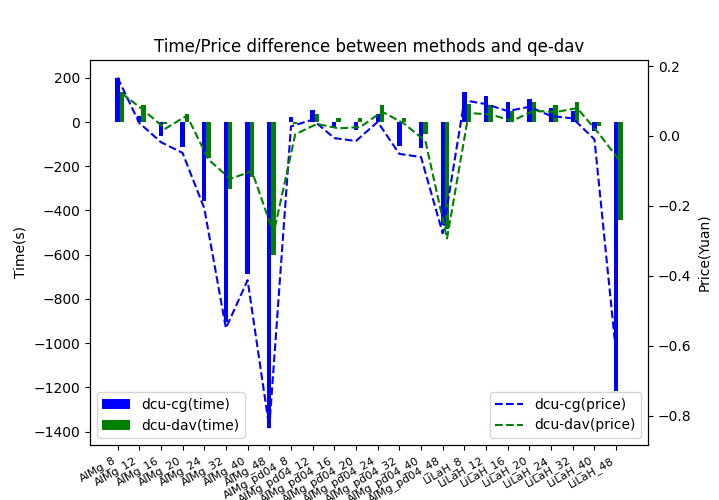 Time/Price difference between methods and qe-dav
Time(s)
200
0
−200
−400
−600
−800
−1000
−1200
−1400
0.2
0.0
−0.2
−0.4
−0.6
−0.8
Price(Yuan)
dcu-cg(time)
dcu-dav(time)
dcu-cg(price)
dcu-dav(price)
AlMg_8
AlMg_12
AlMg_16
AlMg_20
AlMg_24
AlMg_32
AlMg_40
AlMg_48
AlMg_pd04_8
AlMg_pd04_12
AlMg_pd04_16
AlMg_pd04_20
AlMg_pd04_24
AlMg_pd04_32
AlMg_pd04_40
AlMg_pd04_48
LiLaH_8
LiLaH_12
LiLaH_16
LiLaH_20
LiLaH_24
LiLaH_32
LiLaH_40
LiLaH_48